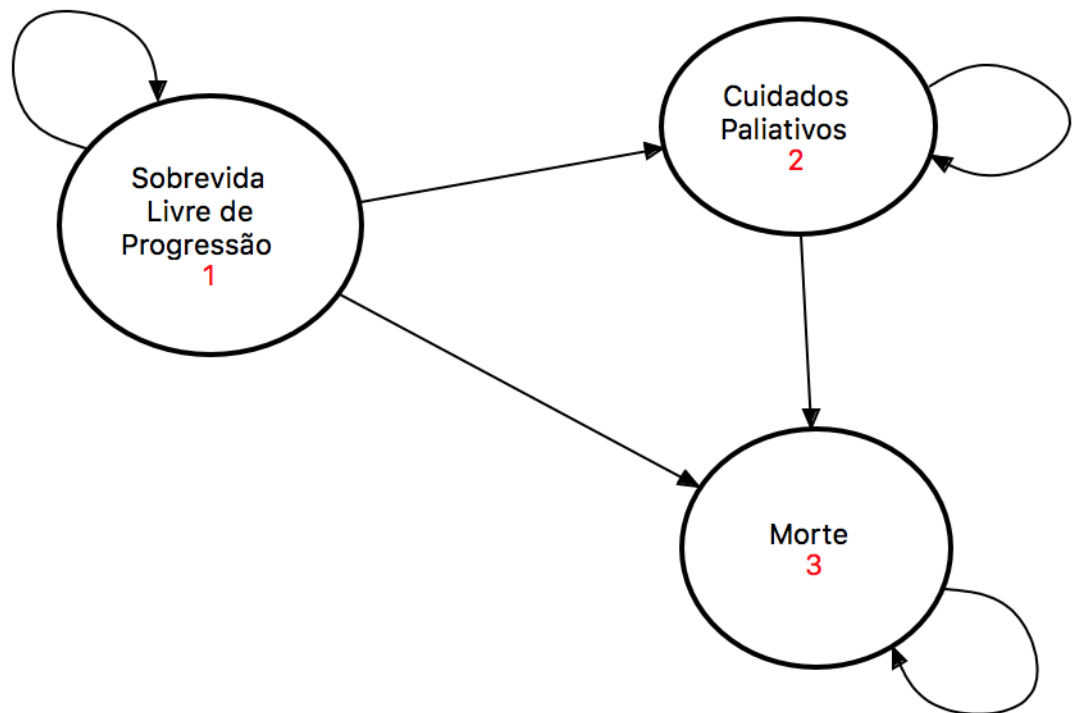 Sobrevida
Livre de
Progressão
1
Cuidados
Paliativos
2
Morte
3